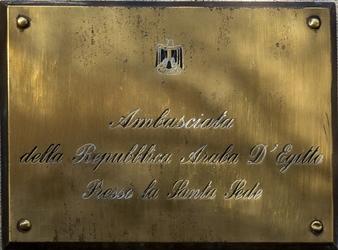 Ambasciata
della Repubblica Araba D'Egitto
Presso la Santa Sede